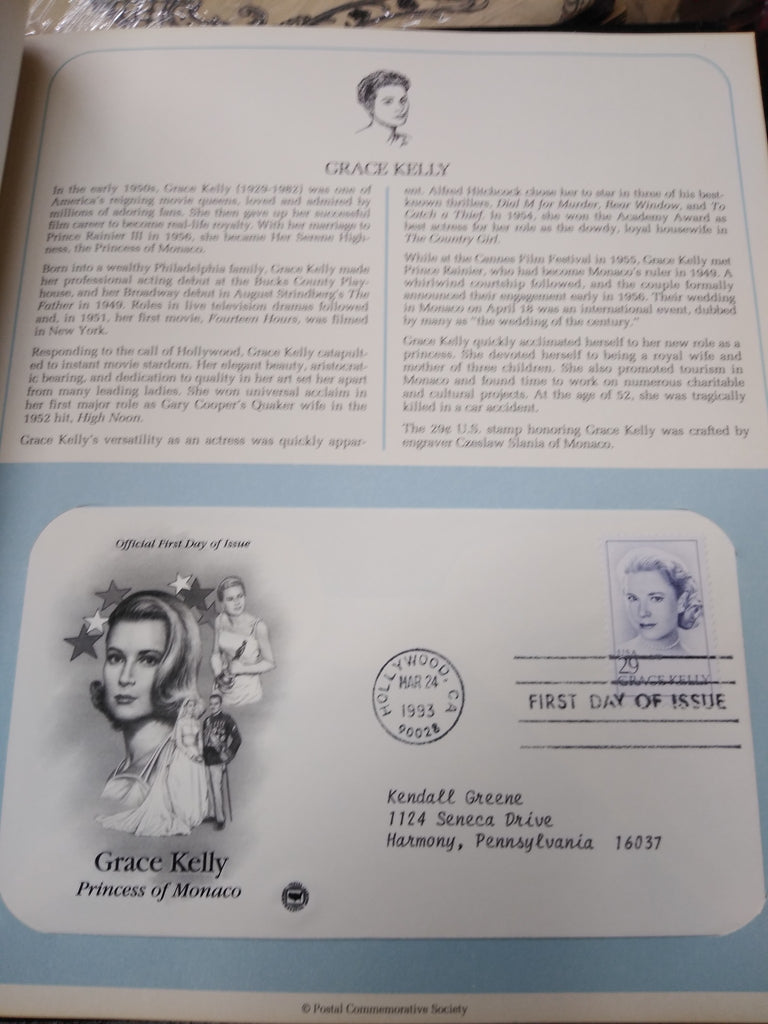 GRACE KELLY
In the early 1950s, Grace Kelly (1929-1982) was one of
America's reigning movie queens, loved and admired by
millions of adoring fans. She then gave up her successful
film career to become real-life royalty. With her marriage to
Prince Rainier III in 1956, she became Her Serene High-
ness, the Princess of Monaco.
Born into a wealthy Philadelphia family, Grace Kelly made
her professional acting debut at the Bucks County Play-
house, and her Broadway debut in August Strindberg's The
Father in 1949. Roles in live television dramas followed
and, in 1951, her first movie, Fourteen Hours, was filmed
in New York.
Responding to the call of Hollywood, Grace Kelly catapult-
ed to instant movie stardom. Her elegant beauty, aristocrat-
ic bearing, and dedication to quality in her art set her apart
from many leading ladies. She won universal acclaim in
her first major role as Gary Cooper's Quaker wife in the
1952 hit, High Noon.
Grace Kelly's versatility as an actress was quickly appar-
ent. Alfred Hitchcock chose her to star in three of his best-
known thrillers, Dial M for Murder, Rear Window, and To
Catch a Thief. In 1954, she won the Academy Award as
best actress for her role as the dowdy, loyal housewife in
The Country Girl.
While at the Cannes Film Festival in 1955, Grace Kelly met
Prince Rainier, who had become Monaco's ruler in 1949. A
whirlwind courtship followed, and the couple formally
announced their engagement early in 1956. Their wedding
in Monaco on April 18 was an international event, dubbed
by many as "the wedding of the century."
Grace Kelly quickly acclimated herself to her new role as a
princess. She devoted herself to being a royal wife and
mother of three children. She also promoted tourism in
Monaco and found time to work on numerous charitable
and cultural projects. At the age of 52, she was tragically
killed in a car accident.
The 29¢ U.S. stamp honoring Grace Kelly was crafted by
engraver Czeslaw Slania of Monaco.
Official First Day of Issue
USA
29
GRACE KELLY
HOLLYWOOD, CA
MAR 24
1993
90028
FIRST DAY OF ISSUE
Kendall Greene
1124 Seneca Drive
Harmony, Pennsylvania 16037
Grace Kelly
Princess of Monaco
© Postal Commemorative Society